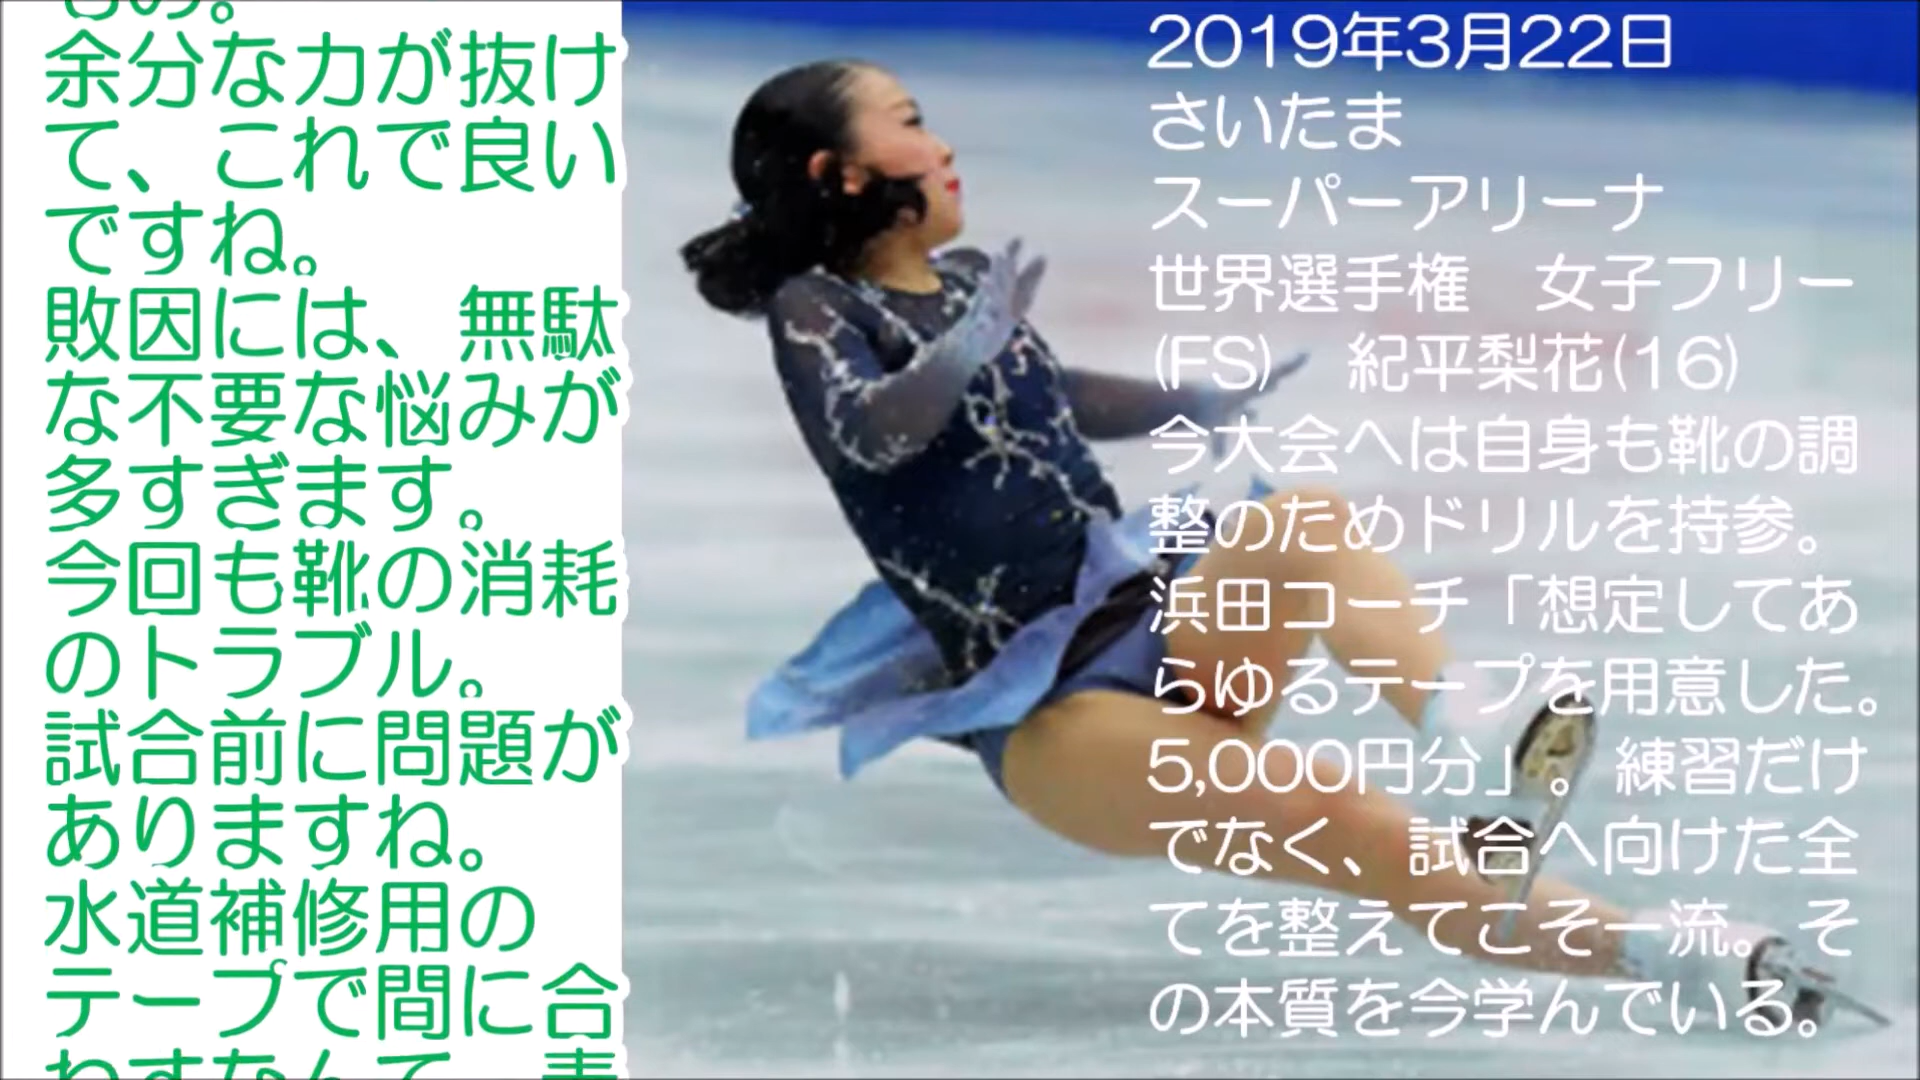 余分な力が抜け
て、これで良い
ですね。
敗因には、無駄
な不要な悩みが
多すぎます。
今回も靴の消耗
のトラブル。
試合前に問題が
ありますね。
水道補修用の
テープで間に合
2019年3月22日
さいたま
スーパーアリーナ
世界選手権　女子フリー
(FS)　紀平梨花(16)
今大会へは自身も靴の調
整のためドリルを持参。
浜田コーチ「想定してあ
らゆるテープを用意した。
5,000円分」。練習だけ
でなく、試合へ向けた全
てを整えてこそ一流。そ
の本質を今学んでいる。